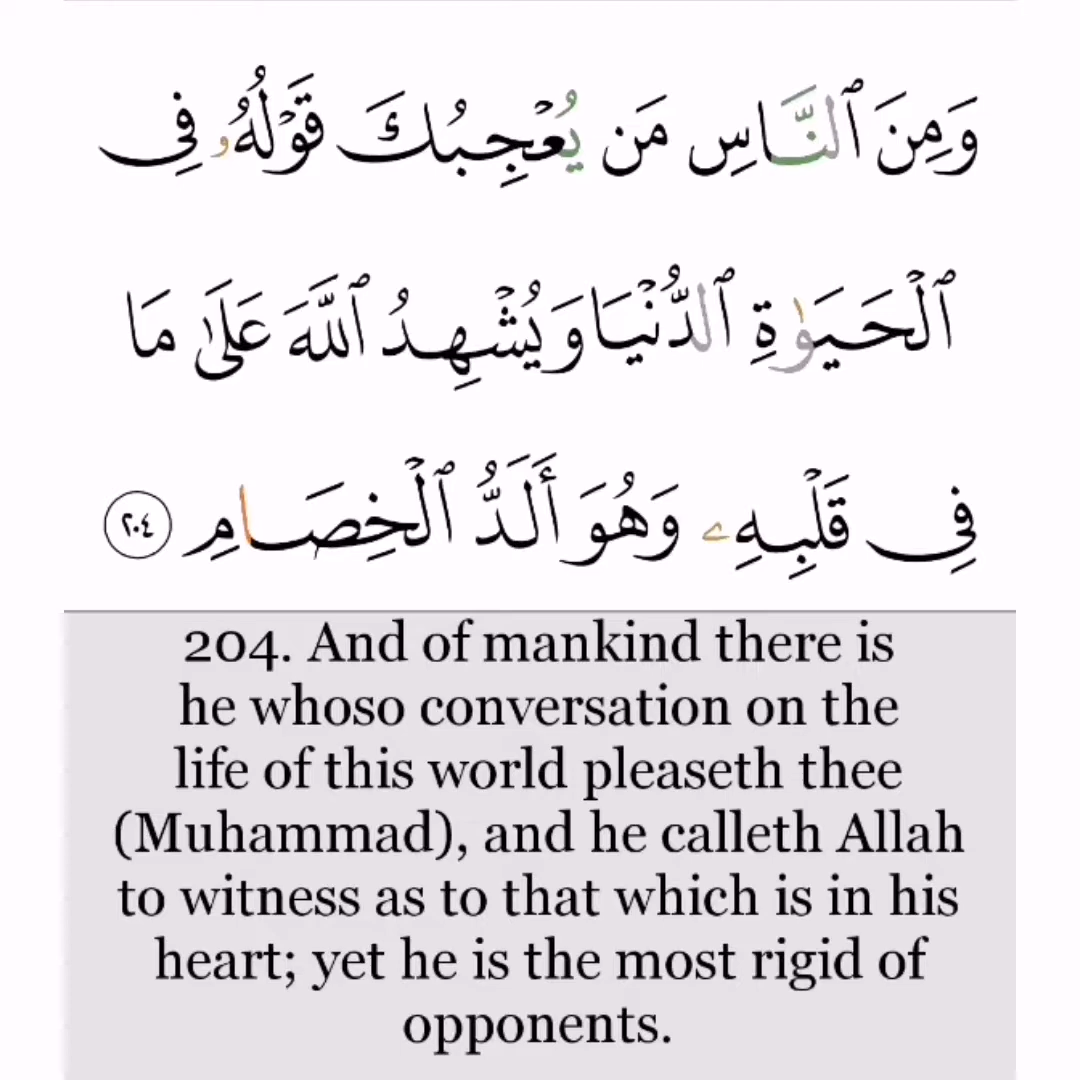 وَمِنَ ٱلنَّاسِ مَن يُعۡجِبُكَ قَوۡلُهُۥ فِي
ٱلۡحَيَوٰةِ ٱلدُّنۡيَا وَيُشۡهِدُ ٱللَّهَ عَلَىٰ مَا
فِي قَلۡبِهِۦ وَهُوَ أَلَدُّ ٱلۡخِصَامِ ٢٠٤
204. And of mankind there is
he whoso conversation on the
life of this world pleaseth thee
(Muhammad), and he calleth Allah
to witness as to that which is in his
heart; yet he is the most rigid of
opponents.